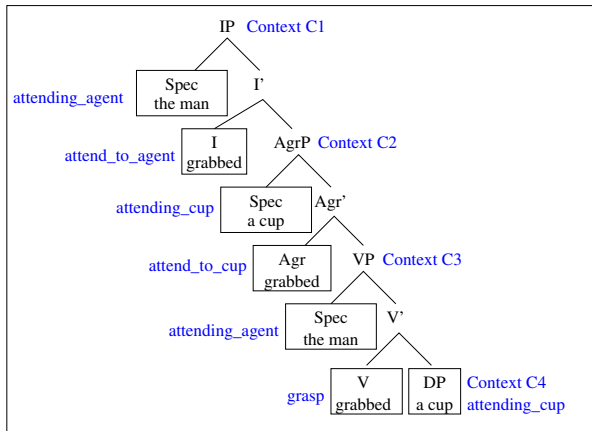 IP Context C1
attending_agent Spec I’
the man
attend_to_agent I AgrP Context C2
grabbed
attending_cup Spec Agr’
a cup
attend_to_cup Agr VP Context C3
grabbed
attending_agent Spec V’
the man
grasp V DP Context C4
grabbed a cup attending_cup